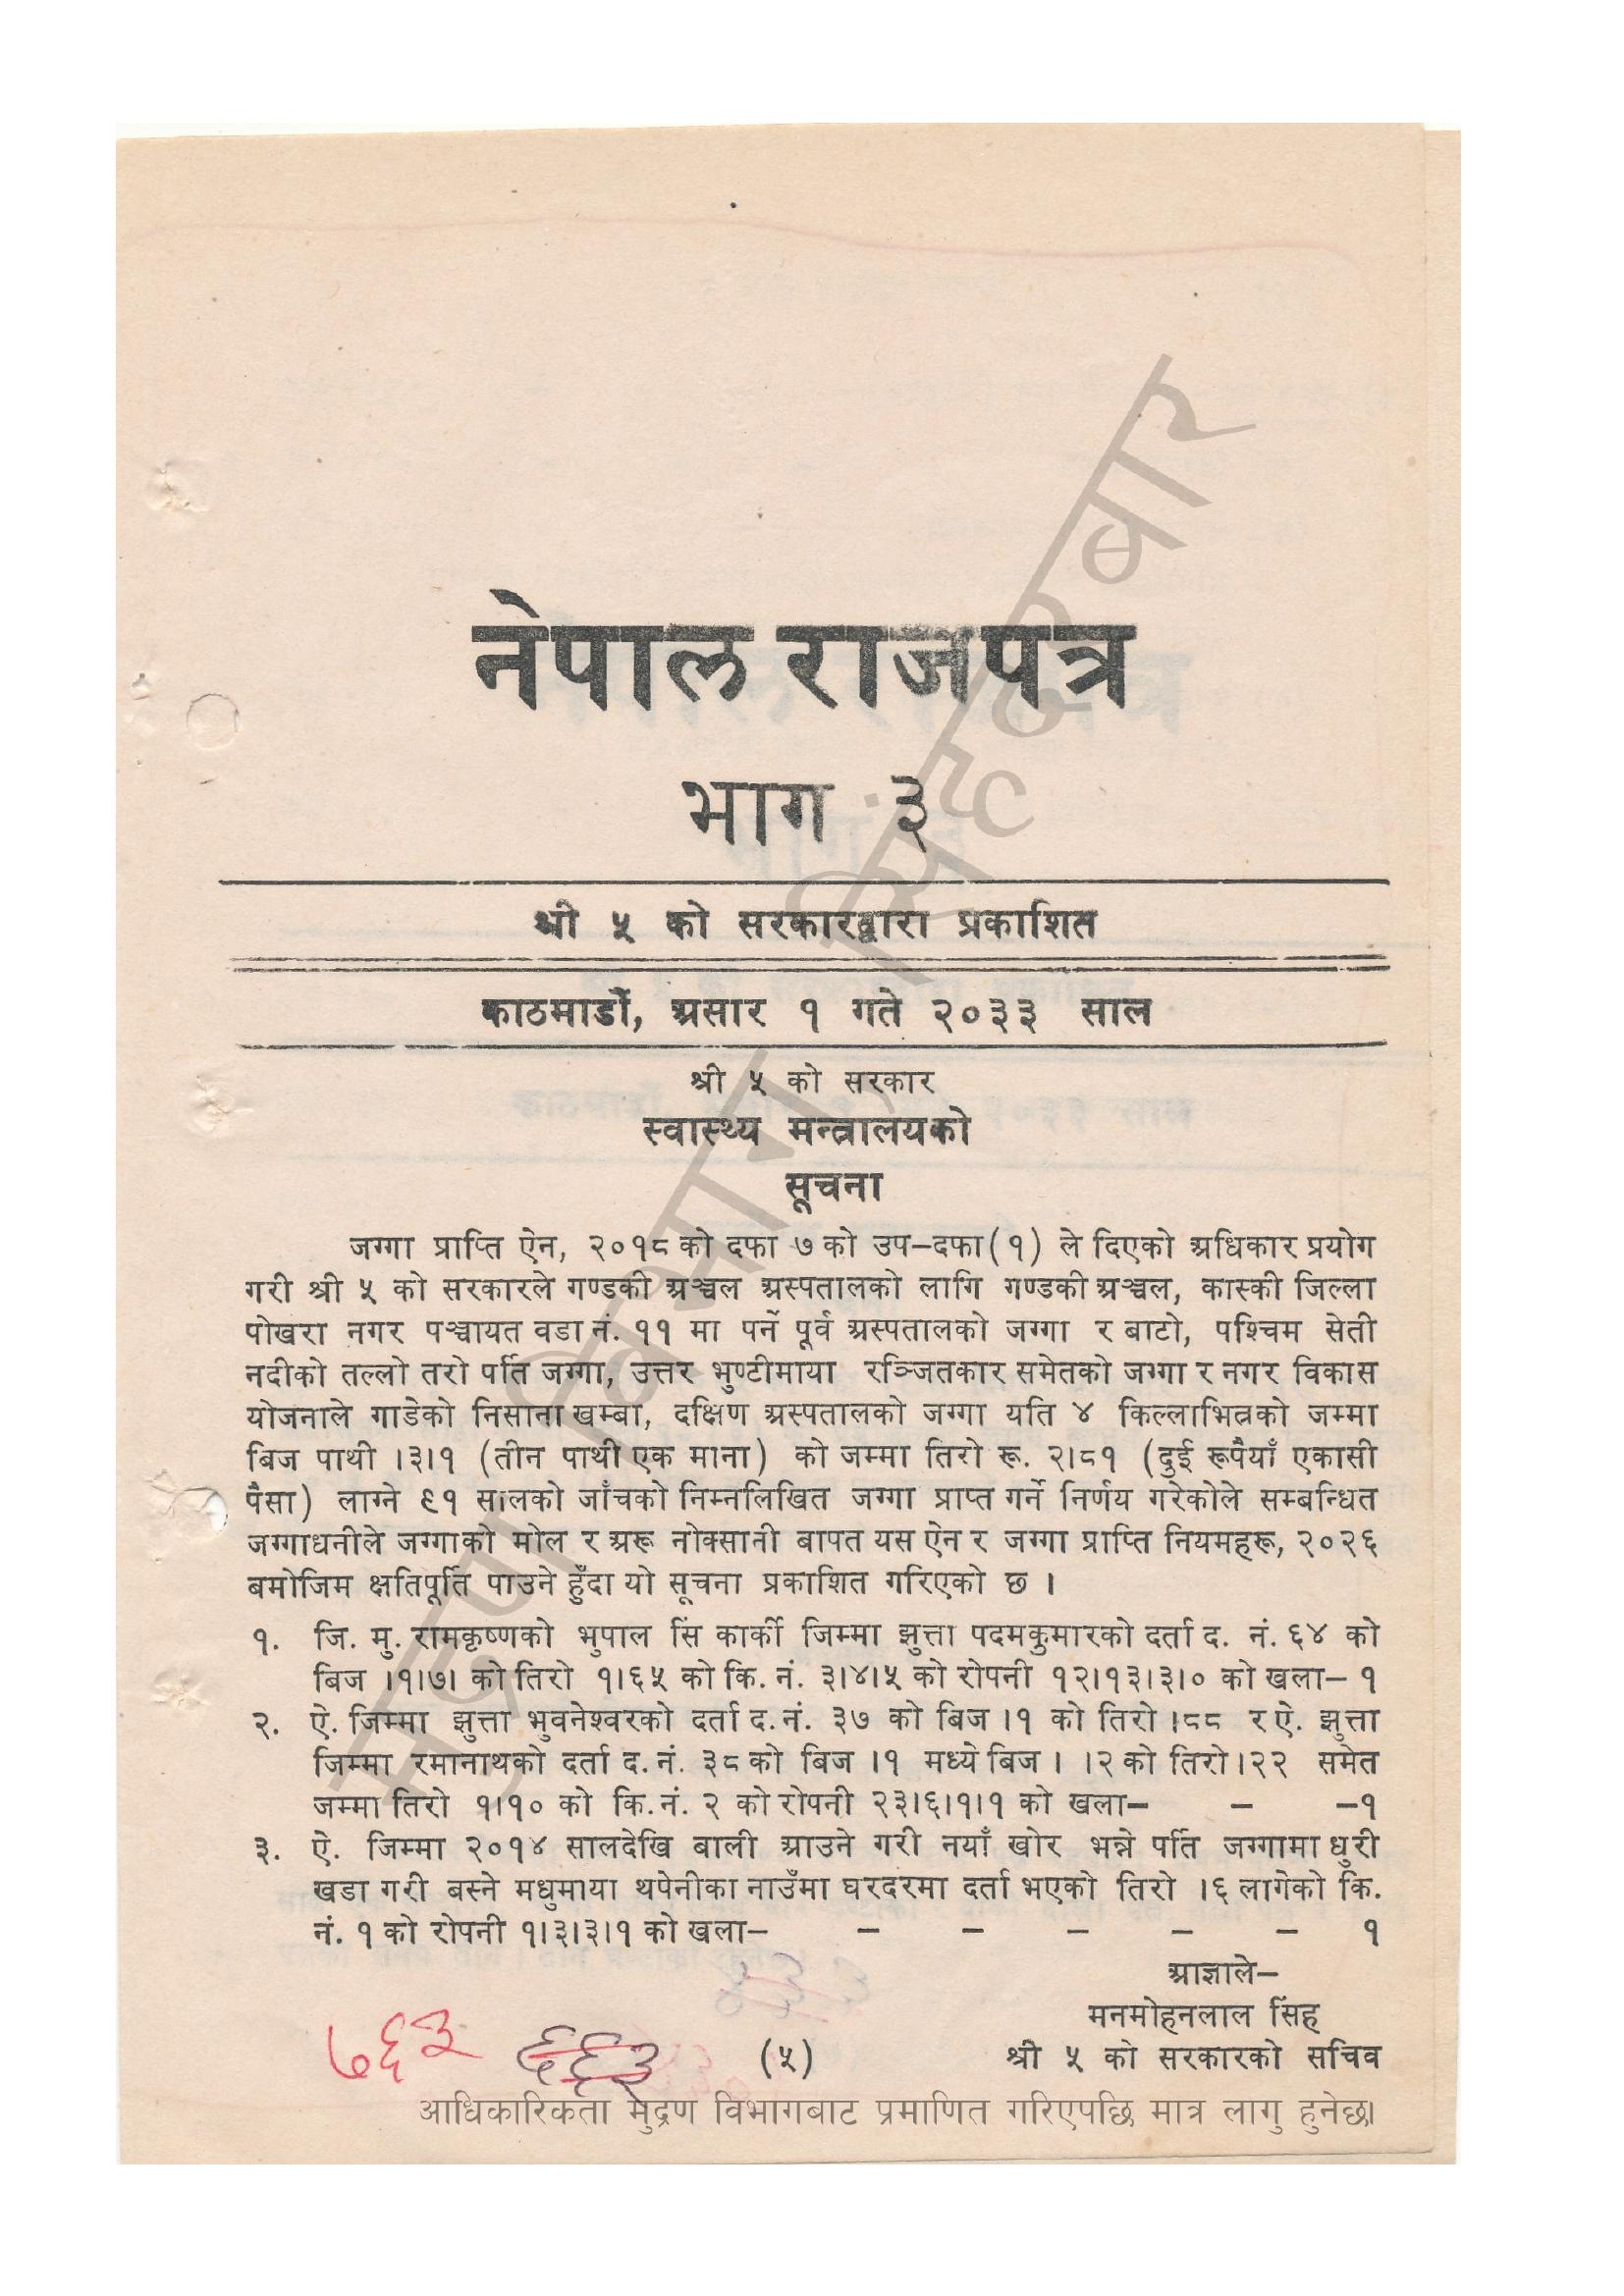 नेपाल राजपत्र
भाग ३
श्री ५ को सरकारद्वारा प्रकाशित
काठमाडौं, असार १ गते २०३३ साल
श्री ५ को सरकार
स्वास्थ्य मन्त्रालयको
सूचना
जग्गा प्राप्ति ऐन, २०१८ को दफा ७ को उप-दफा(१) ले दिएको अधिकार प्रयोग
गरी श्री ५ को सरकारले गण्डकी अञ्चल अस्पतालको लागि गण्डकी अञ्चल, कास्की जिल्ला
पोखरा नगर पञ्चायत वडा नं. ११ मा पर्ने पूर्व अस्पतालको जग्गा र बाटो, पश्चिम सेती
नदीको तल्लो तरो पर्ति जग्गा, उत्तर भुण्टीमाया रञ्जितकार समेतको जग्गा र नगर विकास
योजनाले गाडेको निसाना खम्बा, दक्षिण अस्पतालको जग्गा यति ४ किल्लाभित्रको जम्मा
बिज पाथी ।३।१ (तीन पाथी एक माना) को जम्मा तिरो रू. २।८१ (दुई रूपैयाँ एकासी
पैसा) लाग्ने ९१ सालको जाँचको निम्नलिखित जग्गा प्राप्त गर्ने निर्णय गरेकोले सम्बन्धित
जग्गाधनीले जग्गाको मोल र अरू नोक्सानी बापत यस ऐन र जग्गा प्राप्ति नियमहरू, २०२६
बमोजिम क्षतिपूर्ति पाउने हुँदा यो सूचना प्रकाशित गरिएको छ ।
१. जि. मु. रामकृष्णको भुपाल सिं कार्की जिम्मा झुत्ता पदमकुमारको दर्ता द. नं. ६४ को
बिज ।१।७। को तिरो १।६५ को कि. नं. ३।४।५ को रोपनी १२।१३।३।० को खला- १
२. ऐ. जिम्मा झुत्ता भुवनेश्वरको दर्ता द. नं. ३७ को बिज ।१ को तिरो ।८८ र ऐ. झुत्ता
जिम्मा रमानाथको दर्ता द. नं. ३८ को बिज ।१ मध्ये बिज । ।२ को तिरो ।२२ समेत
जम्मा तिरो १।१० को कि. नं. २ को रोपनी २३।६।१।१ को खला- - -१
३. ऐ. जिम्मा २०१४ सालदेखि बाली आउने गरी नयाँ खोर भन्ने पर्ति जग्गामा धुरी
खडा गरी बस्ने मधुमाया थपेनीका नाउँमा घरदरमा दर्ता भएको तिरो ।६ लागेको कि.
नं. १ को रोपनी १।३।३।१ को खला- - - - - - १
आज्ञाले-
मनमोहनलाल सिंह
श्री ५ को सरकारको सचिव
७६३ ६६३ (५)
आधिकारिकता मुद्रण विभागबाट प्रमाणित गरिएपछि मात्र लागु हुनेछ।
मुद्रण विभाग, सिंहदरबार